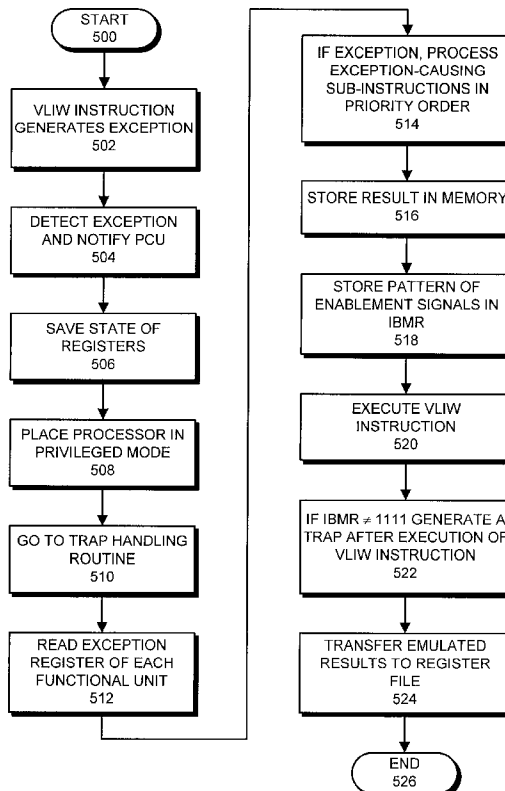 START
500
VLIW INSTRUCTION
GENERATES EXCEPTION
502
DETECT EXCEPTION
AND NOTIFY PCU
504
SAVE STATE OF
REGISTERS
506
PLACE PROCESSOR IN
PRIVILEGED MODE
508
GO TO TRAP HANDLING
ROUTINE
510
READ EXCEPTION
REGISTER OF EACH
FUNCTIONAL UNIT
512
IF EXCEPTION, PROCESS
EXCEPTION-CAUSING
SUB-INSTRUCTIONS IN
PRIORITY ORDER
514
STORE RESULT IN MEMORY
516
STORE PATTERN OF
ENABLEMENT SIGNALS IN
IBMR
518
EXECUTE VLIW
INSTRUCTION
520
IF IBMR ≠ 1111 GENERATE A
TRAP AFTER EXECUTION OF
VLIW INSTRUCTION
522
TRANSFER EMULATED
RESULTS TO REGISTER
FILE
524
END
526